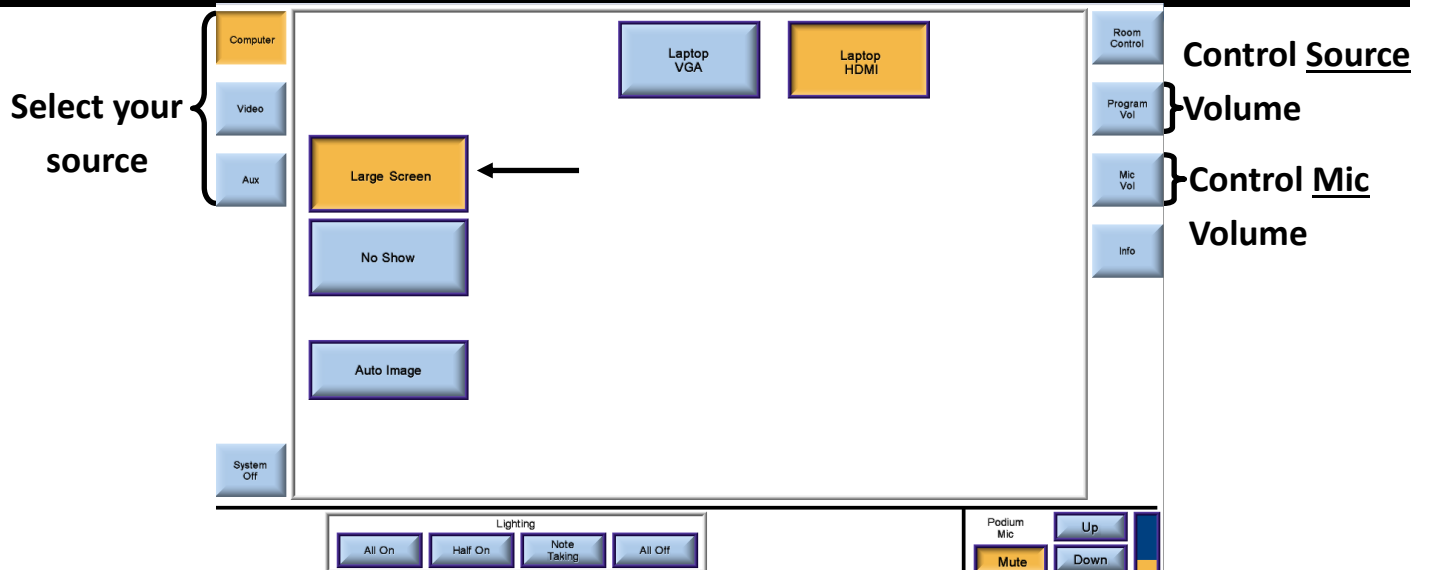 Select your
source
Computer
Video
Aux
System
Off
Laptop
VGA
Laptop
HDMI
Large Screen
No Show
Auto Image
Room
Control
Program
Vol
Mic
Vol
Info
Control Source
Volume
Control Mic
Volume
Lighting
All On
Half On
Note
Taking
All Off
Podium
Mic
Mute
Up
Down